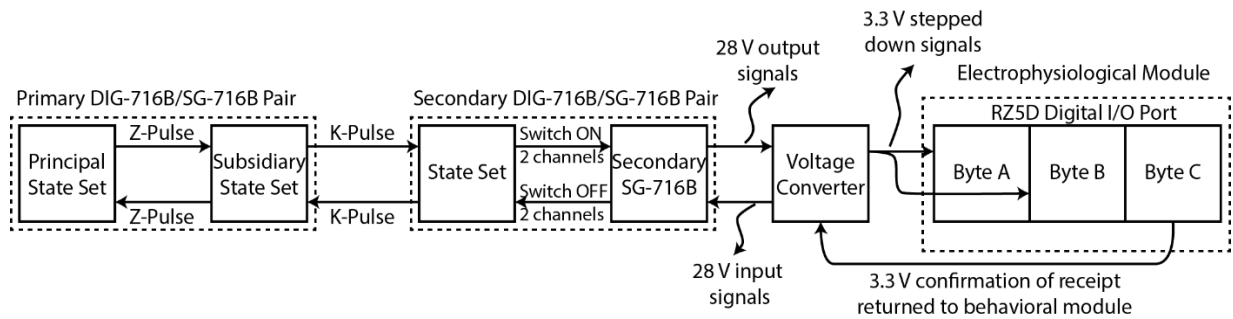 28 V output
signals
3.3 V stepped
down signals
Electrophysiological Module
Primary DIG-716B/SG-716B Pair
Secondary DIG-716B/SG-716B Pair
RZ5D Digital I/O Port
Z-Pulse
K-Pulse
Switch ON
2 channels
Principal
State Set
Subsidiary
State Set
State Set
Secondary
SG-716B
Voltage
Converter
Byte A
Byte B
Byte C
Switch OFF
2 channels
Z-Pulse
K-Pulse
28 V input
signals
3.3 V confirmation of receipt
returned to behavioral module